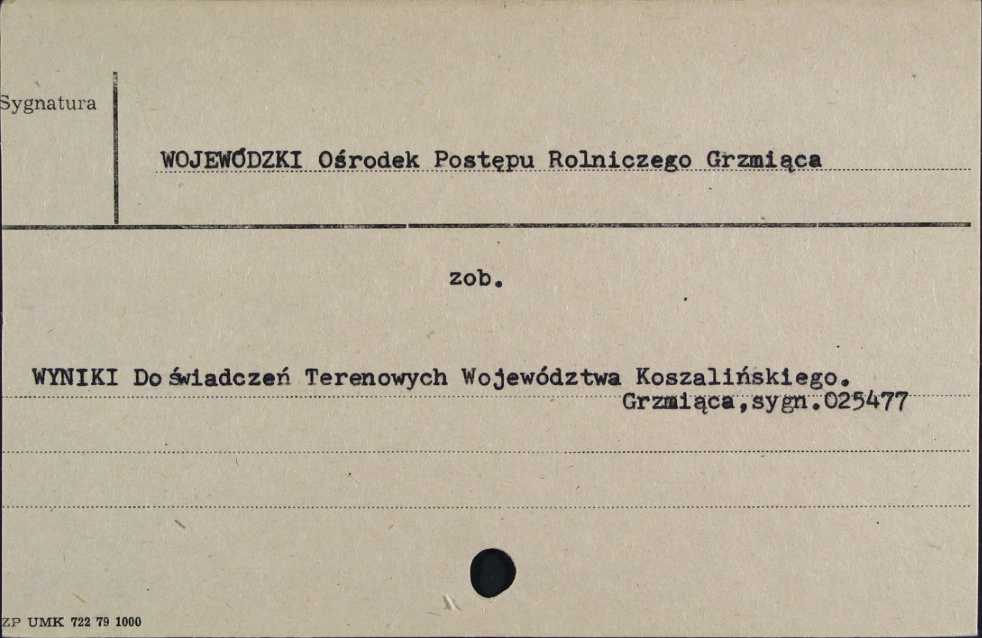 Sygnatura
WOJEWÓDZKI Ośrodek Postępu Rolniczego Grzmiąca
zob.
WYNIKI Doświadczeń Terenowych Województwa Koszalińskiego.
Grzmiąca,sygn.025477
ZP UMK 722 79 1000